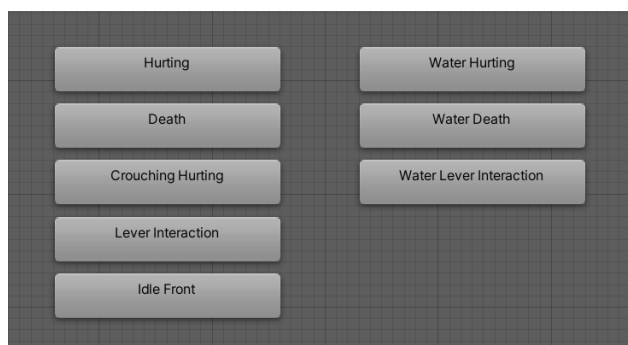 Hurting
Death
Crouching Hurting
Lever Interaction
Idle Front
Water Hurting
Water Death
Water Lever Interaction